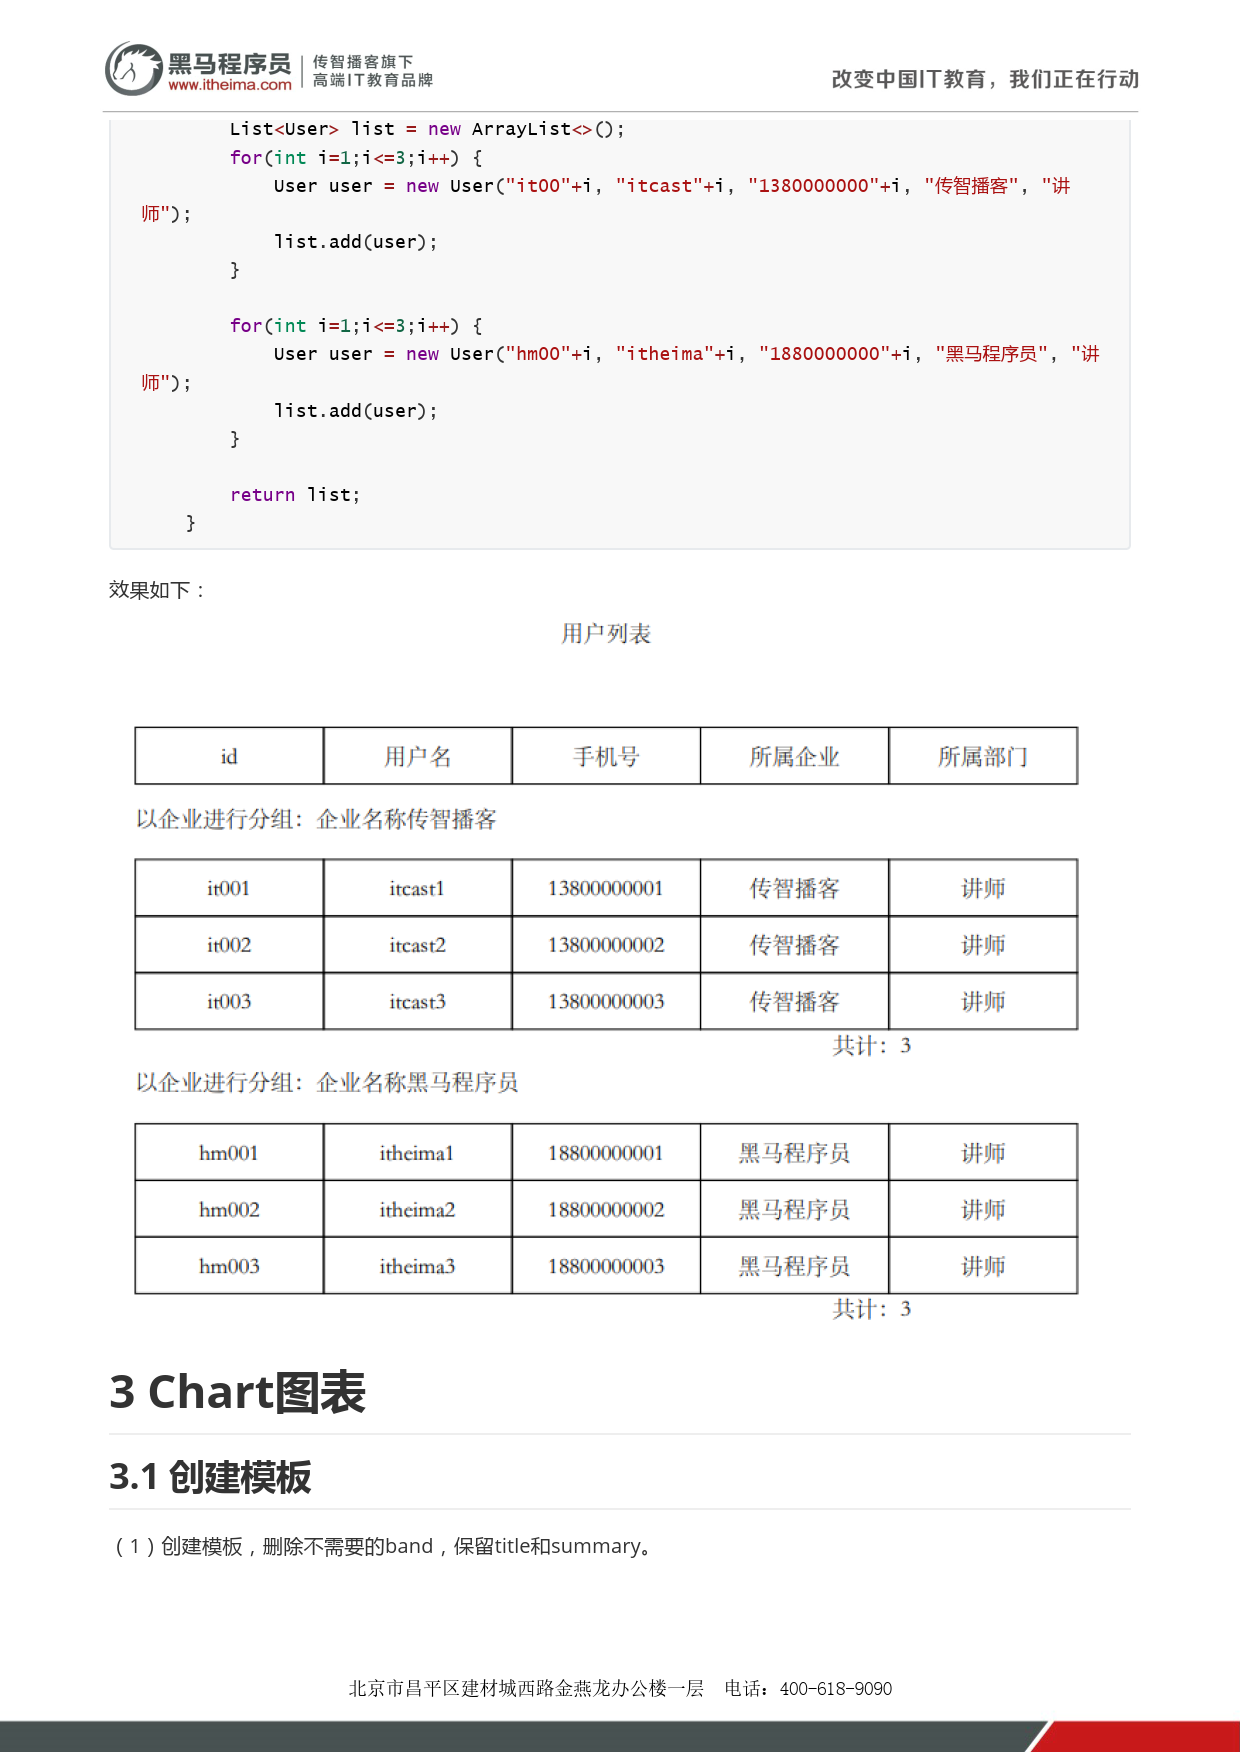 黑马程序员
www.itheima.com
传智播客旗下
高端IT教育品牌
改变中国IT教育，我们正在行动
List<User> list = new ArrayList<>();
for(int i=1;i<=3;i++) {
User user = new User("it00"+i, "itcast"+i, "1380000000"+i, "传智播客", "讲
师");
list.add(user);
}
for(int i=1;i<=3;i++) {
User user = new User("hm00"+i, "itheima"+i, "1880000000"+i, "黑马程序员", "讲
师");
list.add(user);
}
return list;
}
效果如下：
用户列表
id 用户名 手机号 所属企业 所属部门
以企业进行分组：企业名称传智播客
it001 itcast1 13800000001 传智播客 讲师
it002 itcast2 13800000002 传智播客 讲师
it003 itcast3 13800000003 传智播客 讲师
共计：3
以企业进行分组：企业名称黑马程序员
hm001 itheima1 18800000001 黑马程序员 讲师
hm002 itheima2 18800000002 黑马程序员 讲师
hm003 itheima3 18800000003 黑马程序员 讲师
共计：3
3 Chart图表
3.1 创建模板
（1）创建模板，删除不需要的band，保留title和summary。
北京市昌平区建材城西路金燕龙办公楼一层 电话：400-618-9090